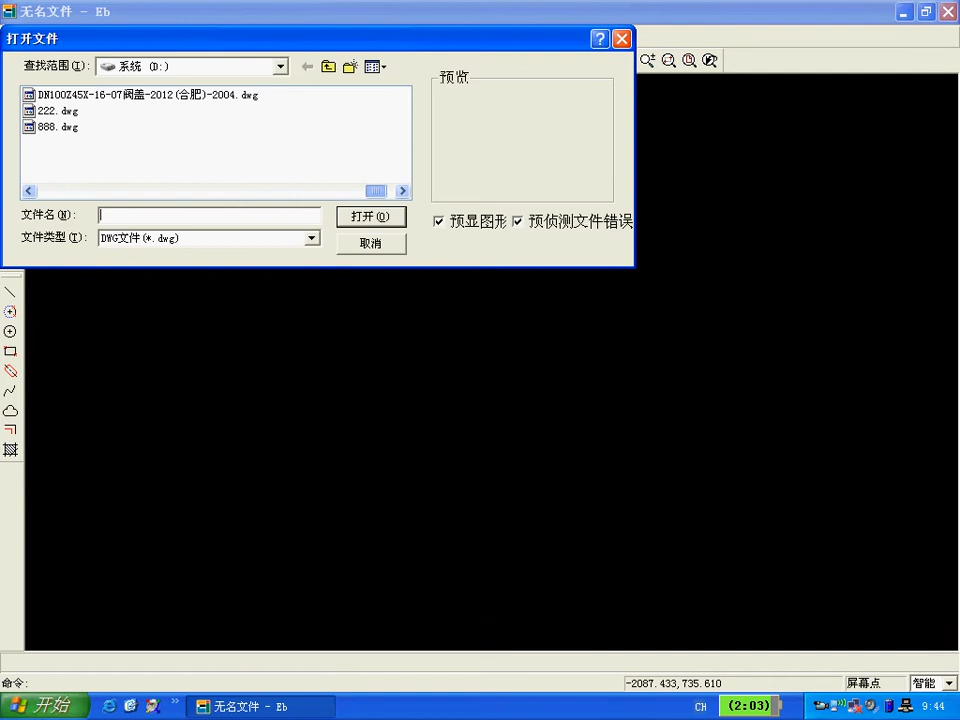 无名文件 - Eb
打开文件
查找范围(I): 系统 (D:)
DN100Z45X-16-07阀盖-2012(合肥)-2004.dwg
222.dwg
888.dwg
文件名(N):
打开(O)
文件类型(T): DWG文件(*.dwg)
取消
预览
预显图形 预侦测文件错误
命令:
-2087.433,735.610
屏幕点
智能
开始
无名文件 - Eb
CH
(2:03)
9:44